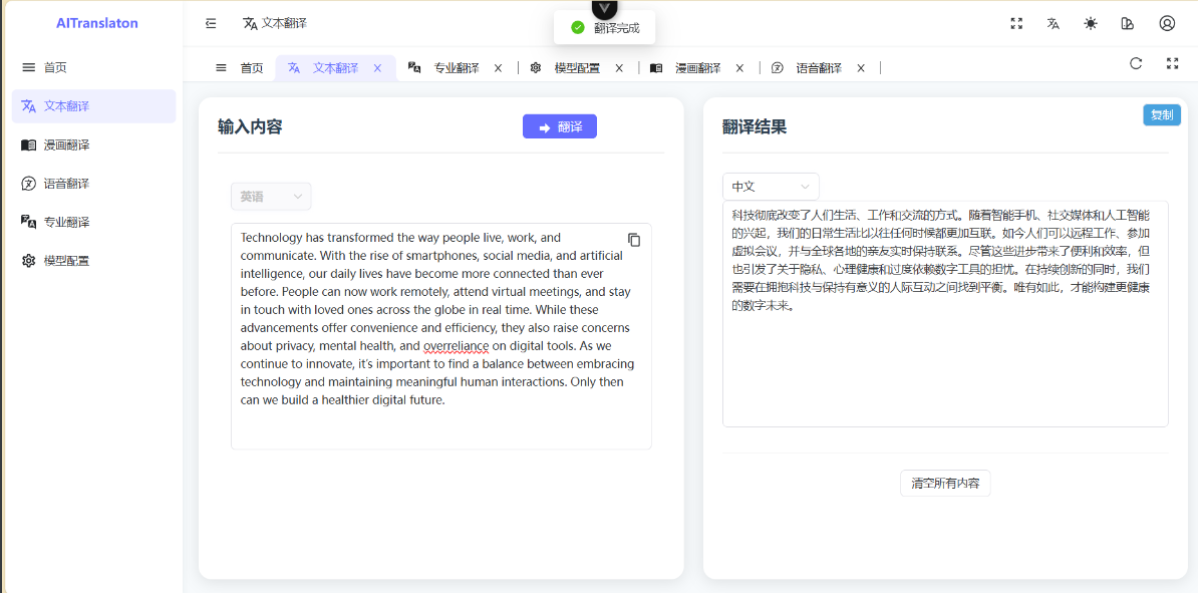 AITranslaton
文本翻译
翻译完成
首页
文本翻译
漫画翻译
语音翻译
专业翻译
模型配置
首页 文本翻译 专业翻译 模型配置 漫画翻译 语音翻译
输入内容
翻译
英语
Technology has transformed the way people live, work, and
communicate. With the rise of smartphones, social media, and artificial
intelligence, our daily lives have become more connected than ever
before. People can now work remotely, attend virtual meetings, and stay
in touch with loved ones across the globe in real time. While these
advancements offer convenience and efficiency, they also raise concerns
about privacy, mental health, and overreliance on digital tools. As we
continue to innovate, it's important to find a balance between embracing
technology and maintaining meaningful human interactions. Only then
can we build a healthier digital future.
翻译结果
复制
中文
科技彻底改变了人们生活、工作和交流的方式。随着智能手机、社交媒体和人工智能
的兴起，我们的日常生活比以往任何时候都更加互联。如今人们可以远程工作、参加
虚拟会议，并与全球各地的亲友实时保持联系。尽管这些进步带来了便利和效率，但
也引发了关于隐私、心理健康和过度依赖数字工具的担忧。在持续创新的同时，我们
需要在拥抱科技与保持有意义的人际互动之间找到平衡。唯有如此，才能构建更健康
的数字未来。
清空所有内容